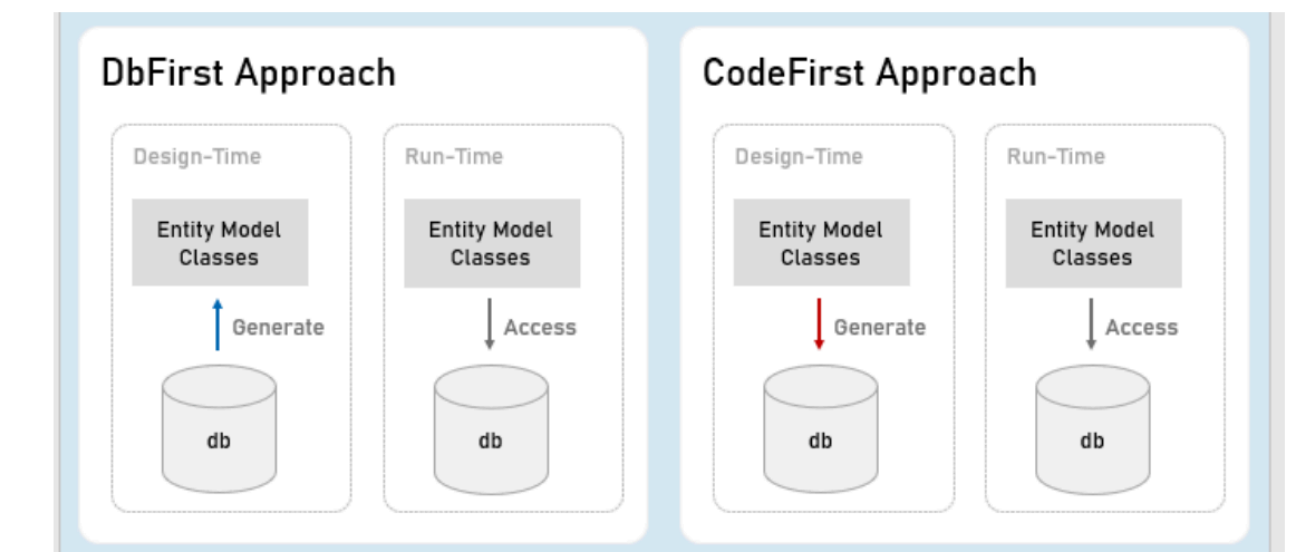 DbFirst Approach
Design-Time
Entity Model
Classes
Generate
db
Run-Time
Entity Model
Classes
Access
db
CodeFirst Approach
Design-Time
Entity Model
Classes
Generate
db
Run-Time
Entity Model
Classes
Access
db